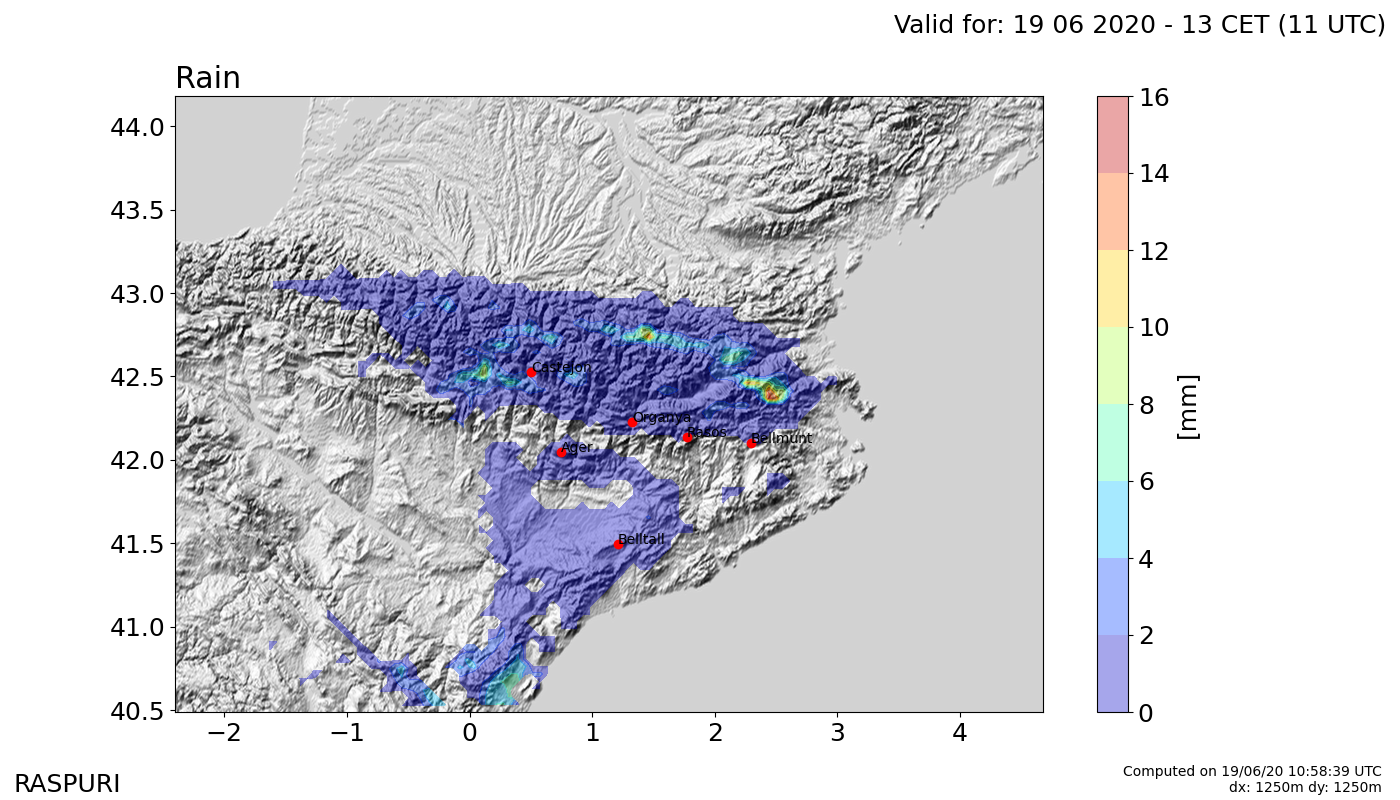 Valid for: 19 06 2020 - 13 CET (11 UTC)
Rain
44.0
43.5
43.0
42.5
42.0
41.5
41.0
40.5
−2
−1
0
1
2
3
4
Castejon
Organya
Rasos
Bellmunt
Ager
Belltall
16
14
12
10
8
6
4
2
0
[mm]
RASPURI
Computed on 19/06/20 10:58:39 UTC
dx: 1250m dy: 1250m